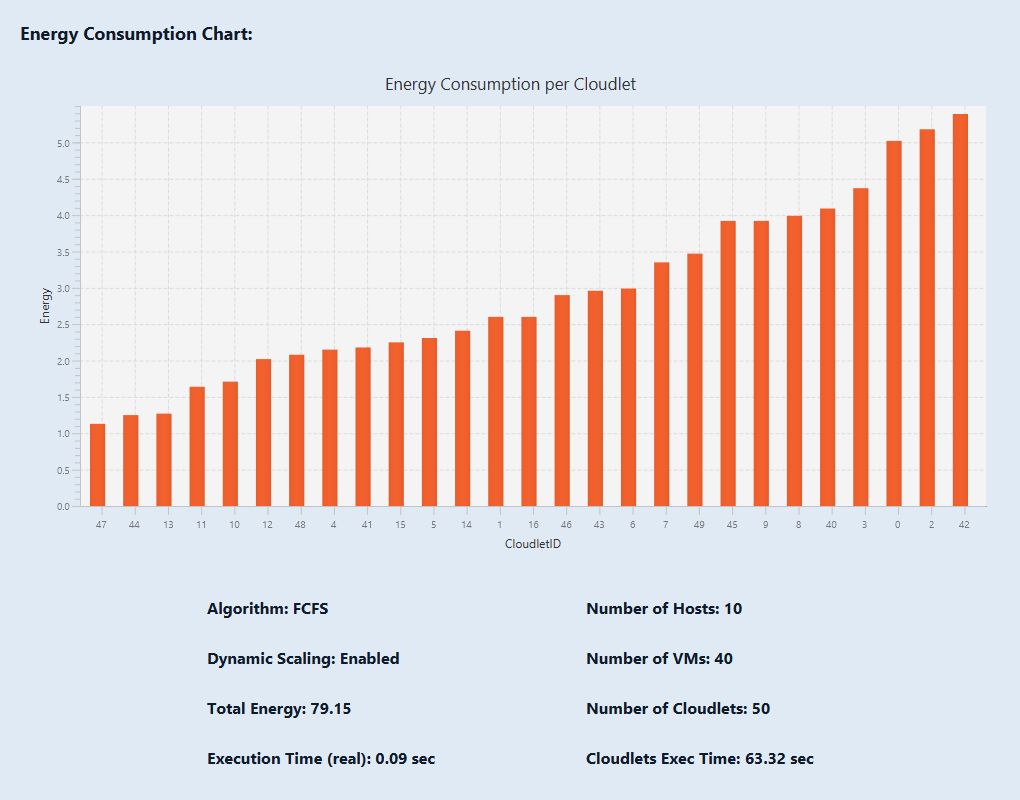 Energy Consumption Chart:
Energy Consumption per Cloudlet
5.0
4.5
4.0
3.5
3.0
2.5
2.0
1.5
1.0
0.5
0.0
Energy
47 44 13 11 10 12 48 4 41 15 5 14 1 16 46 43 6 7 49 45 9 8 40 3 0 2 42
CloudletID
Algorithm: FCFS
Number of Hosts: 10
Dynamic Scaling: Enabled
Number of VMs: 40
Total Energy: 79.15
Number of Cloudlets: 50
Execution Time (real): 0.09 sec
Cloudlets Exec Time: 63.32 sec